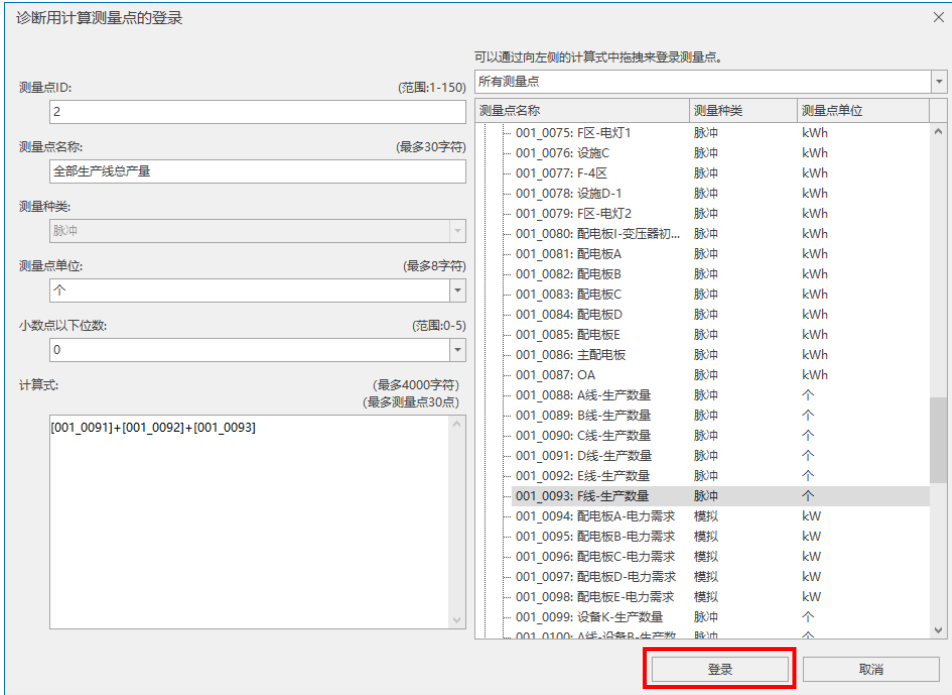 诊断用计算测量点的登录
可以通过向左侧的计算式中拖拽来登录测量点。
测量点ID: (范围:1-150)
2
测量点名称: (最多30字符)
全部生产线总产量
测量种类:
脉冲
测量点单位: (最多8字符)
个
小数点以下位数: (范围:0-5)
0
计算式: (最多4000字符)
(最多测量点30点)
[001_0091]+[001_0092]+[001_0093]
所有测量点
测量点名称 测量种类 测量点单位
001_0075: F区-电灯1 脉冲 kWh
001_0076: 设施C 脉冲 kWh
001_0077: F-4区 脉冲 kWh
001_0078: 设施D-1 脉冲 kWh
001_0079: F区-电灯2 脉冲 kWh
001_0080: 配电板I-变压器初... 脉冲 kWh
001_0081: 配电板A 脉冲 kWh
001_0082: 配电板B 脉冲 kWh
001_0083: 配电板C 脉冲 kWh
001_0084: 配电板D 脉冲 kWh
001_0085: 配电板E 脉冲 kWh
001_0086: 主配电板 脉冲 kWh
001_0087: OA 脉冲 kWh
001_0088: A线-生产数量 脉冲 个
001_0089: B线-生产数量 脉冲 个
001_0090: C线-生产数量 脉冲 个
001_0091: D线-生产数量 脉冲 个
001_0092: E线-生产数量 脉冲 个
001_0093: F线-生产数量 脉冲 个
001_0094: 配电板A-电力需求 模拟 kW
001_0095: 配电板B-电力需求 模拟 kW
001_0096: 配电板C-电力需求 模拟 kW
001_0097: 配电板D-电力需求 模拟 kW
001_0098: 配电板E-电力需求 模拟 kW
001_0099: 设备K-生产数量 脉冲 个
001_0100: A线-设备B-生产数 脉冲 个
登录 取消